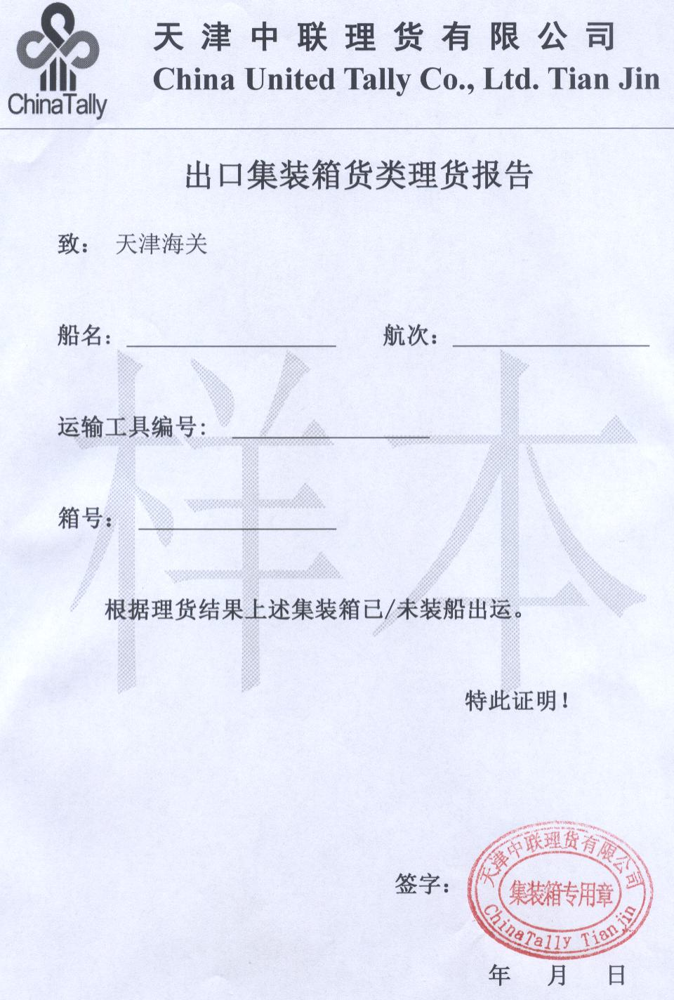 天津中联理货有限公司
China United Tally Co., Ltd. Tian Jin
ChinaTally
出口集装箱货类理货报告
致： 天津海关
船名： 航次：
运输工具编号：
箱号：
样本
根据理货结果上述集装箱已/未装船出运。
特此证明！
签字：
天津中联理货有限公司
集装箱专用章
ChinaTally Tianjin
年 月 日